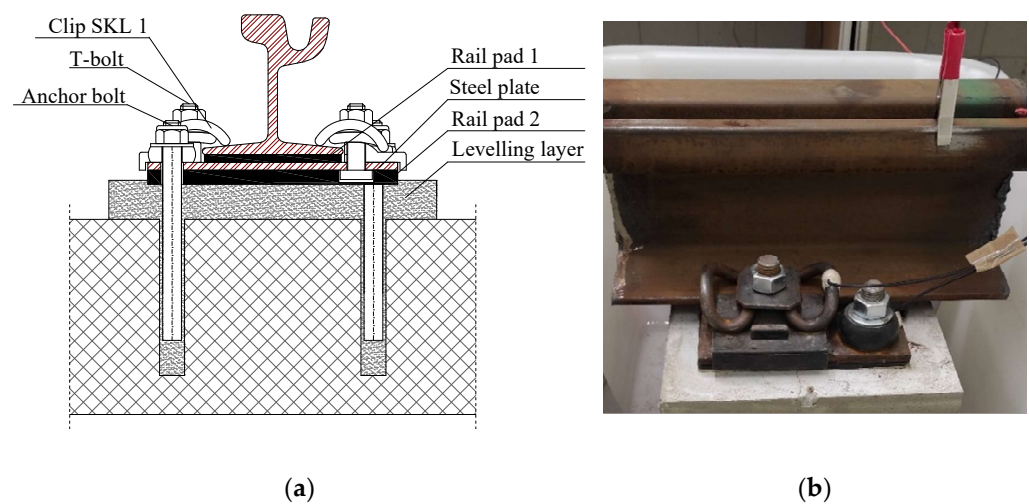 Clip SKL 1
T-bolt
Anchor bolt
Rail pad 1
Steel plate
Rail pad 2
Levelling layer
(a)
(b)